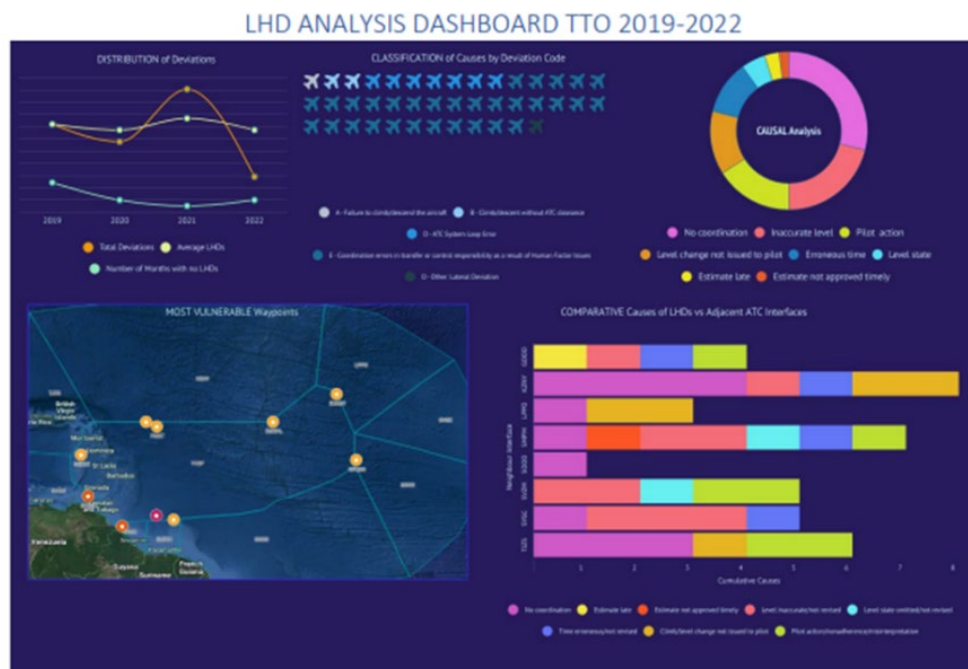 LHD ANALYSIS DASHBOARD TTO 2019-2022
DISTRIBUTION of Deviations
2019 2020 2021 2022
Total Deviations Average LHDs
Number of Months with no LHDs
CLASSIFICATION of Causes by Deviation Code
A - Failure to climb/descend the aircraft B - Climb/descent without ATC clearance
D - ATC System Loop Error
E - Coordination errors in transfer or control responsibility as a result of Human Factor Issues
O - Other: Lateral Deviation
CAUSAL Analysis
No coordination Inaccurate level Pilot action
Level change not issued to pilot Erroneous time Level state
Estimate late Estimate not approved timely
MOST VULNERABLE Waypoints
British
Virgin
Islands
Montserrat
Dominica
St Lucia
Barbados
Grenada
Venezuela
Guyana
Suriname
French
Guiana
COMPARATIVE Causes of LHDs vs Adjacent ATC Interfaces
Neighbour Interface
KZNY
1 2 3 4 5 6 7 8
Cumulative Causes
No coordination Estimate late Estimate not approved timely Level inaccurate/not revised Level state omitted/not revised
Time erroneous/not revised Climb/level change not issued to pilot Pilot action/nonadherence/misinterpretation